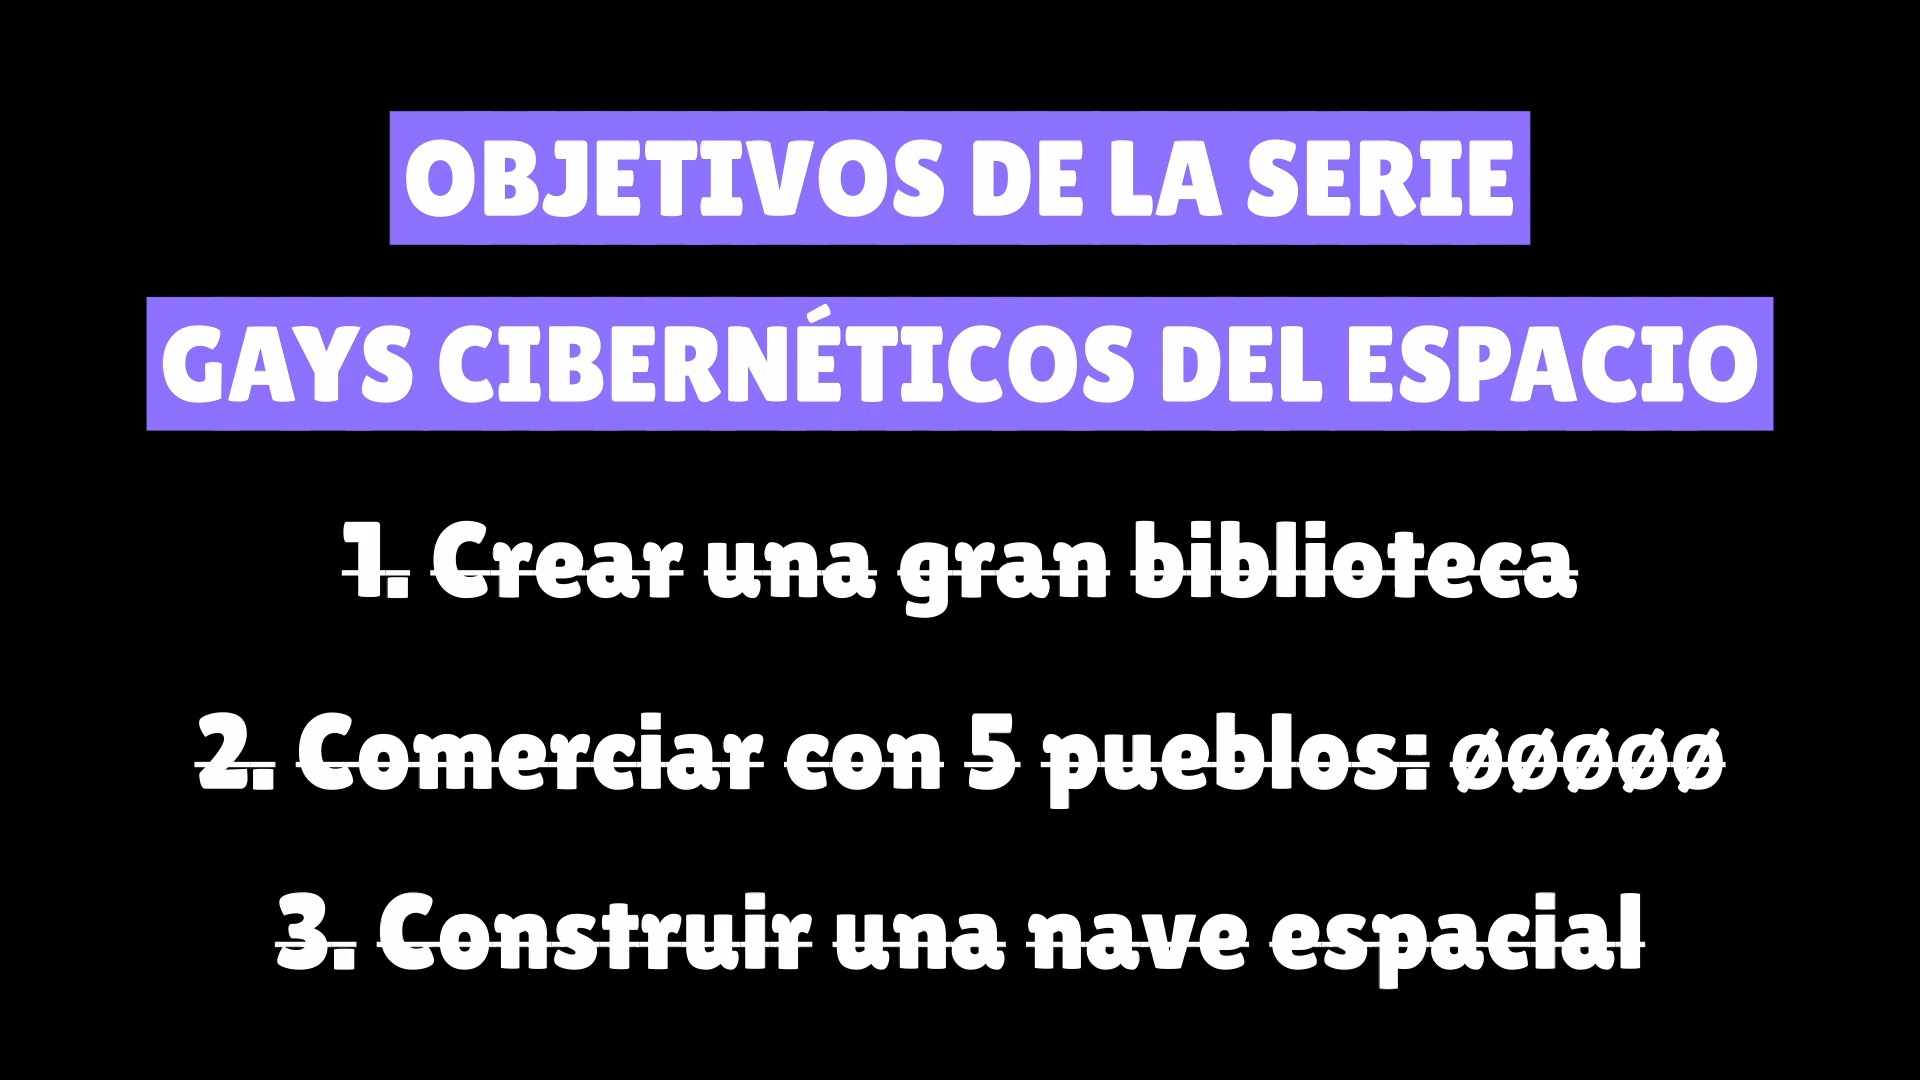 OBJETIVOS DE LA SERIE
GAYS CIBERNÉTICOS DEL ESPACIO
1. Crear una gran biblioteca
2. Comerciar con 5 pueblos: øøøøø
3. Construir una nave espacial